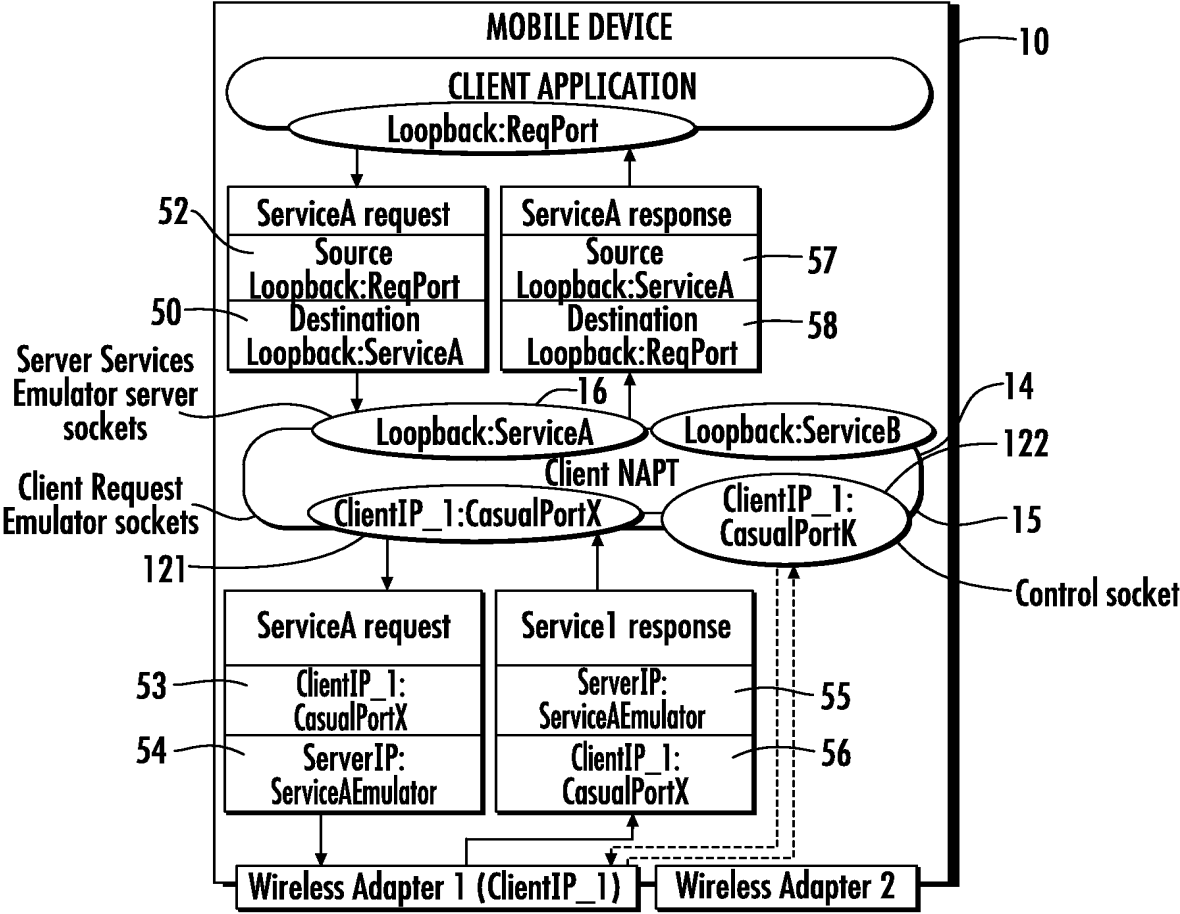 MOBILE DEVICE
10
CLIENT APPLICATION
Loopback:ReqPort
52
ServiceA request
ServiceA response
Source
Loopback:ReqPort
Source
Loopback:ServiceA
57
50
Destination
Loopback:ServiceA
Destination
Loopback:ReqPort
58
Server Services
Emulator server
sockets
16
14
Loopback:ServiceA
Loopback:ServiceB
122
Client NAPT
Client Request
Emulator sockets
ClientIP_1:CasualPortX
ClientIP_1:
CasualPortK
15
121
Control socket
ServiceA request
Service1 response
53
ClientIP_1:
CasualPortX
ServerIP:
ServiceAEmulator
55
54
ServerIP:
ServiceAEmulator
ClientIP_1:
CasualPortX
56
Wireless Adapter 1 (ClientIP_1)
Wireless Adapter 2